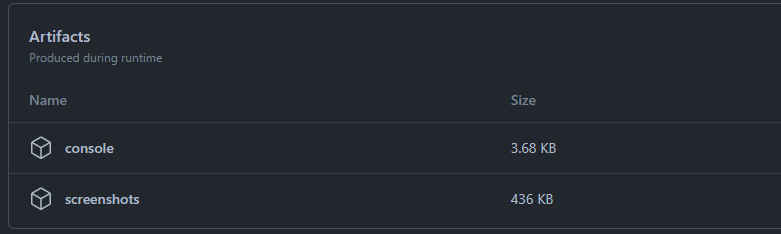 Artifacts
Produced during runtime
Name Size
console 3.68 KB
screenshots 436 KB